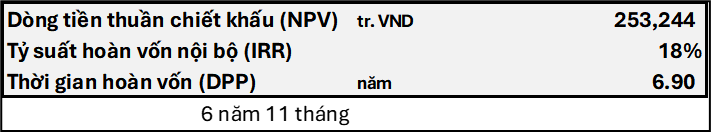 Dòng tiền thuần chiết khấu (NPV) tr. VND 253,244
Tỷ suất hoàn vốn nội bộ (IRR) 18%
Thời gian hoàn vốn (DPP) năm 6.90
6 năm 11 tháng